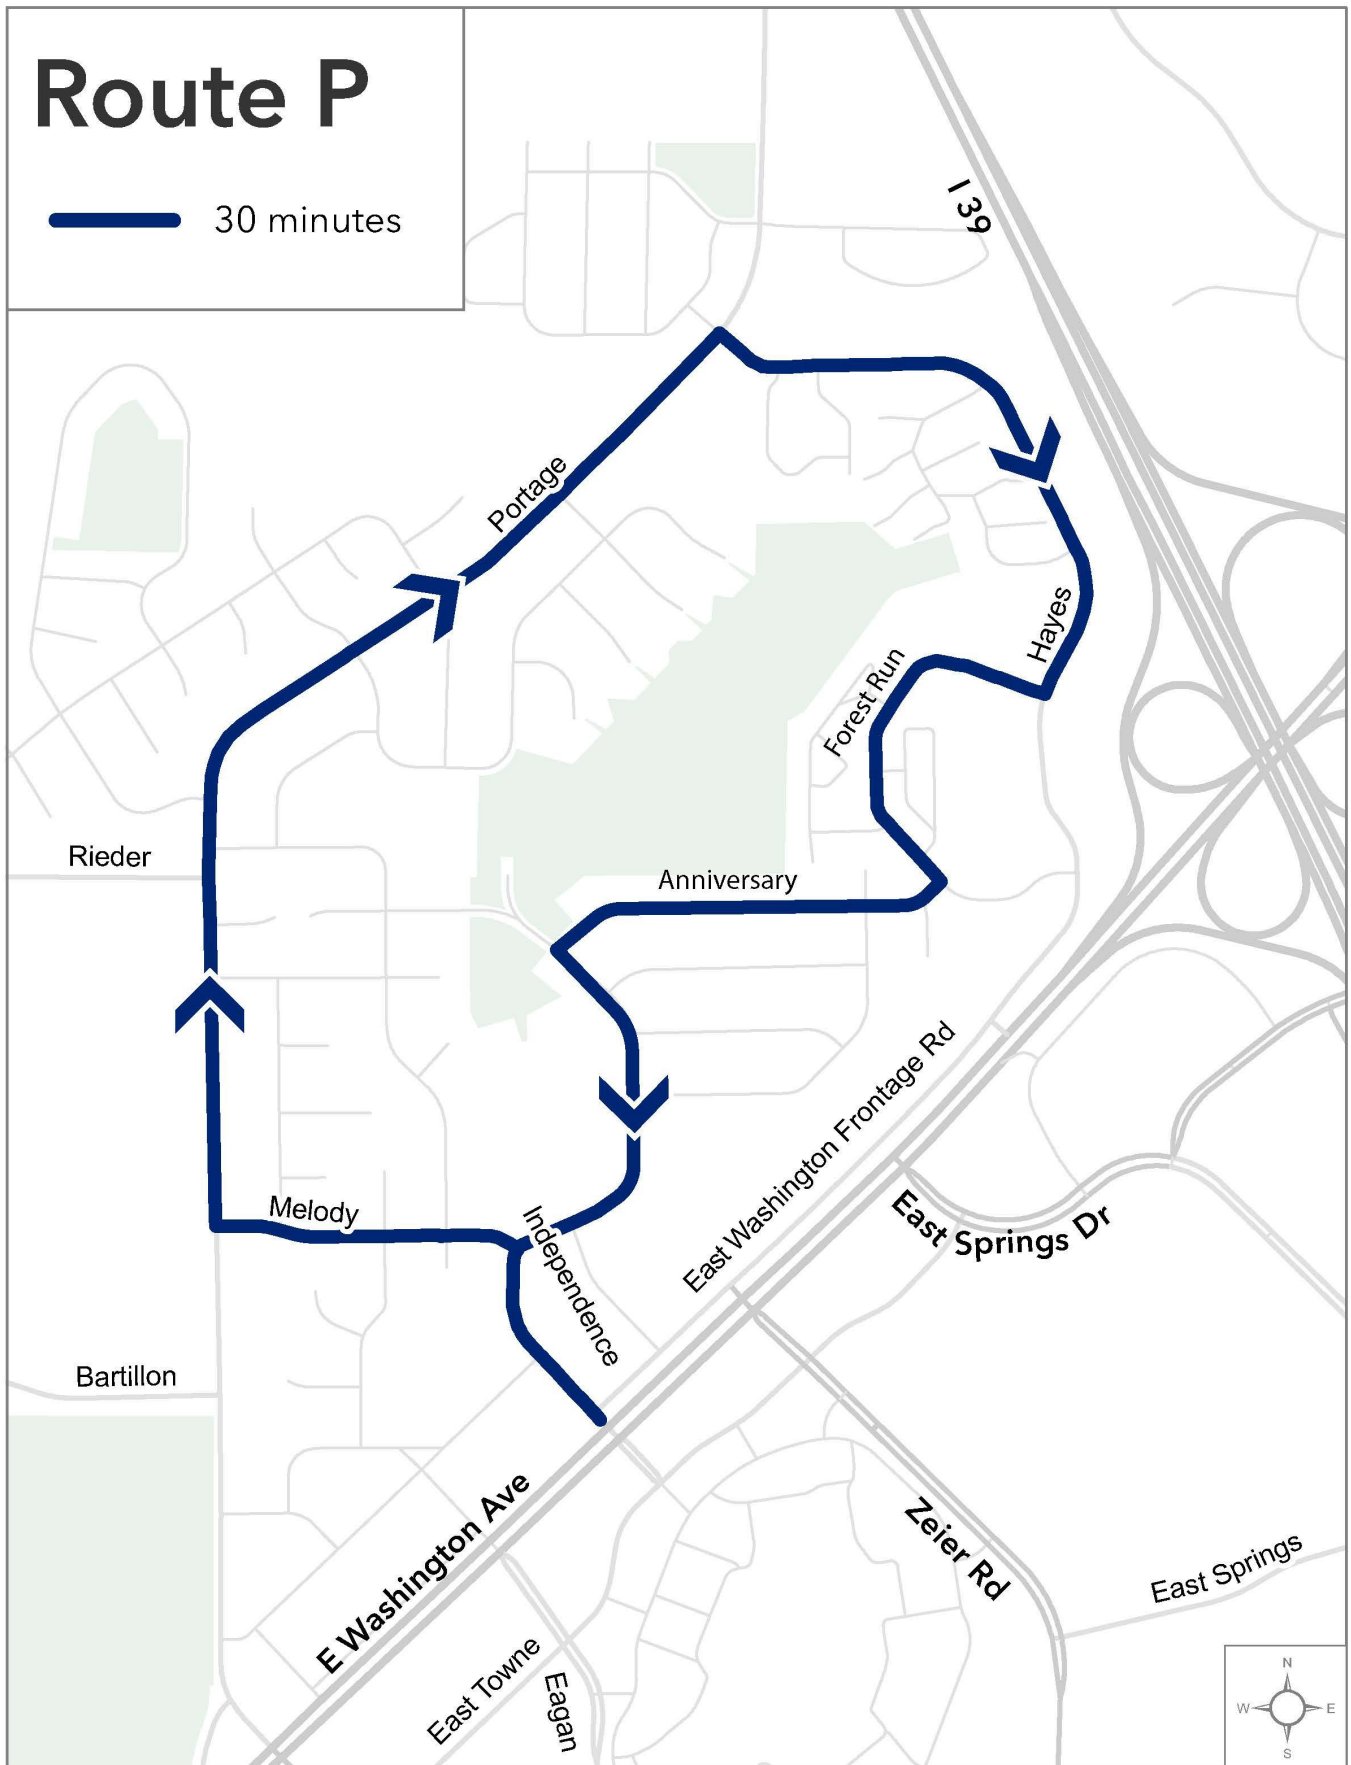 Route P
30 minutes
I 39
Portage
Hayes
Forest Run
Rieder
Anniversary
East Washington Frontage Rd
Melody
Independence
East Springs Dr
Bartillon
E Washington Ave
Zeier Rd
East Springs
East Towne
Eagan
N
W
E
S